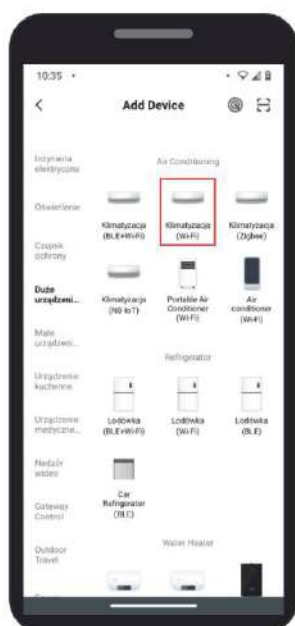 10:35
Add Device
Inżynieria
elektryczna
Oświetlenie
Czujnik
ochrony
Duże
urządzeni...
Małe
urządzeni...
Urządzenie
kuchenne
Urządzenie
medyczne...
Nadzór
wideo
Gateway
Control
Outdoor
Travel
Air Conditioning
Klimatyzacja
(BLE+Wi-Fi)
Klimatyzacja
(Wi-Fi)
Klimatyzacja
(Zigbee)
Klimatyzacja
(NB-IoT)
Portable Air
Conditioner
(Wi-Fi)
Air
conditioner
(Wi-Fi)
Refrigerator
Lodówka
(BLE+Wi-Fi)
Lodówka
(Wi-Fi)
Lodówka
(BLE)
Car
Refrigerator
(BLE)
Water Heater